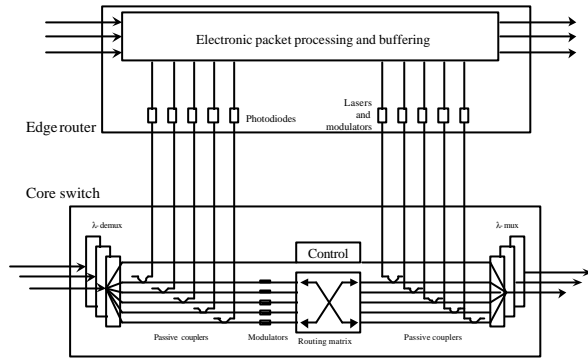 Electronic packet processing and buffering
Lasers
and
modulators
Photodiodes
Edge router
Core switch
λ- demux
λ- mux
Control
Passive couplers
Modulators
Routing matrix
Passive couplers